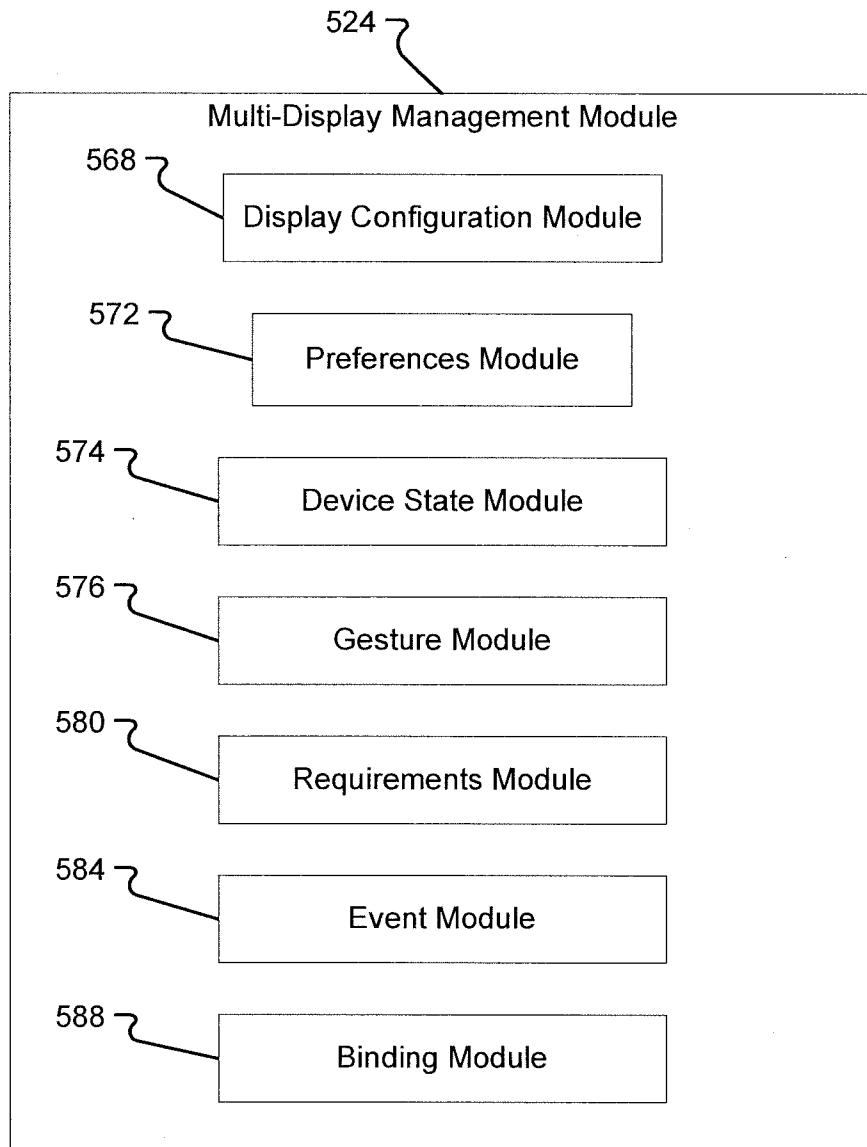 524
Multi-Display Management Module
568
Display Configuration Module
572
Preferences Module
574
Device State Module
576
Gesture Module
580
Requirements Module
584
Event Module
588
Binding Module